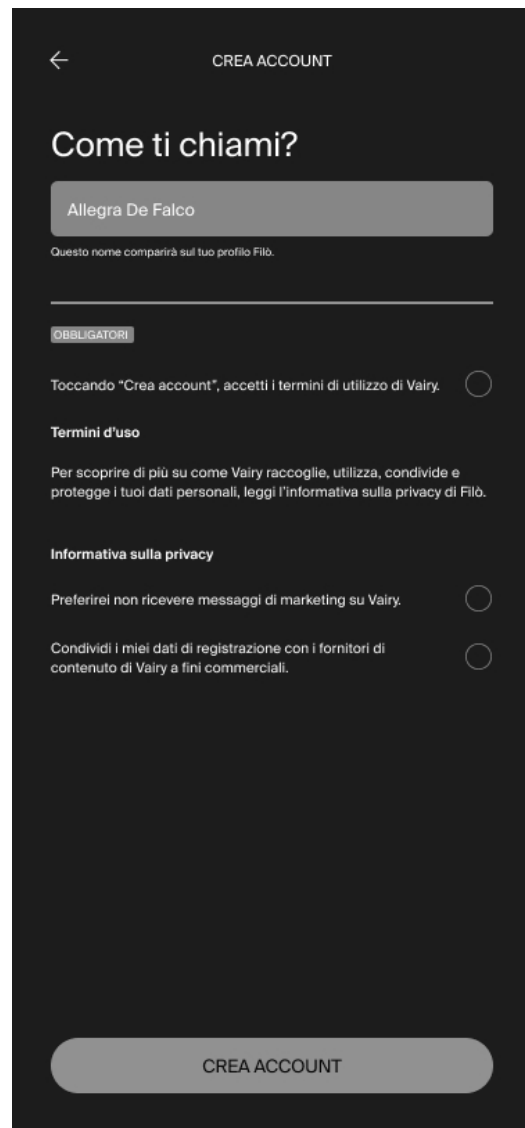 CREA ACCOUNT
Come ti chiami?
Allegra De Falco
Questo nome comparirà sul tuo profilo Filò.
OBBLIGATORI
Toccando “Crea account”, accetti i termini di utilizzo di Vairy.
Termini d’uso
Per scoprire di più su come Vairy raccoglie, utilizza, condivide e
protegge i tuoi dati personali, leggi l’informativa sulla privacy di Filò.
Informativa sulla privacy
Preferirei non ricevere messaggi di marketing su Vairy.
Condividi i miei dati di registrazione con i fornitori di
contenuto di Vairy a fini commerciali.
CREA ACCOUNT